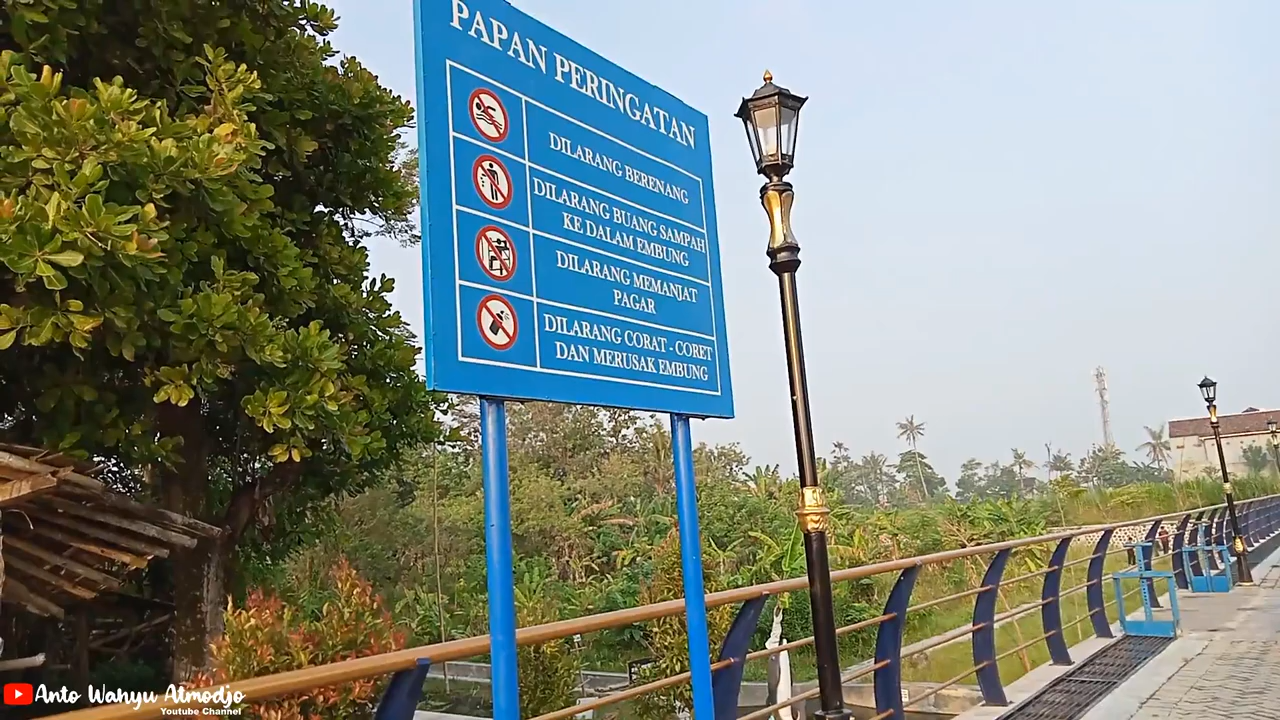 PAPAN PERINGATAN
DILARANG BERENANG
DILARANG BUANG SAMPAH
KE DALAM EMBUNG
DILARANG MEMANJAT
PAGAR
DILARANG CORAT - CORET
DAN MERUSAK EMBUNG
Anto Wahyu Atmodjo
Youtube Channel